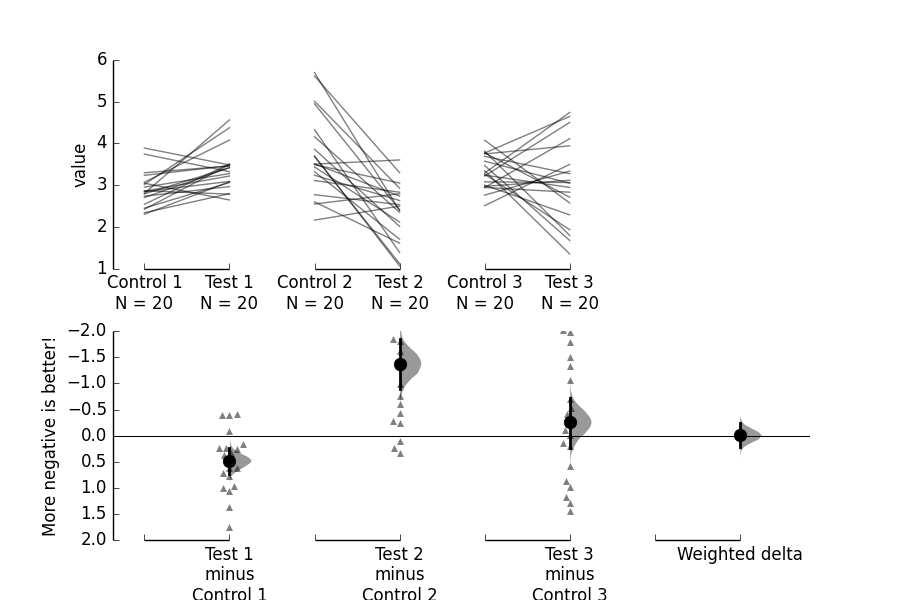 6
5
4
3
2
1
value
Control 1 Test 1 Control 2 Test 2 Control 3 Test 3
N = 20 N = 20 N = 20 N = 20 N = 20 N = 20
−2.0
−1.5
−1.0
−0.5
0.0
0.5
1.0
1.5
2.0
More negative is better!
Test 1 Test 2 Test 3 Weighted delta
minus minus minus
Control 1 Control 2 Control 3